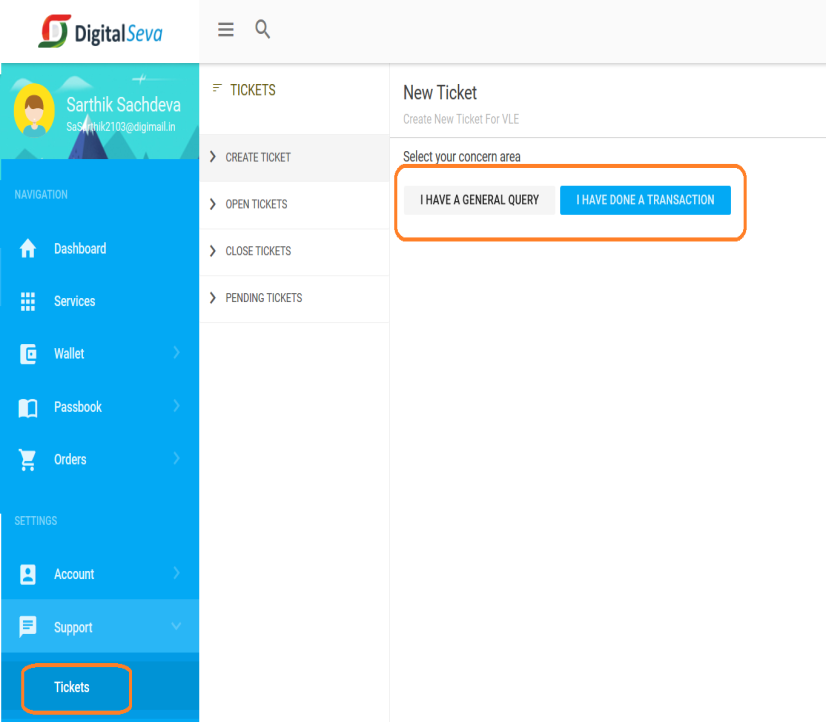 DigitalSeva
Sarthik Sachdeva
SaSarthik2103@digimail.in
NAVIGATION
Dashboard
Services
Wallet
Passbook
Orders
SETTINGS
Account
Support
Tickets
TICKETS
CREATE TICKET
OPEN TICKETS
CLOSE TICKETS
PENDING TICKETS
New Ticket
Create New Ticket For VLE
Select your concern area
I HAVE A GENERAL QUERY I HAVE DONE A TRANSACTION